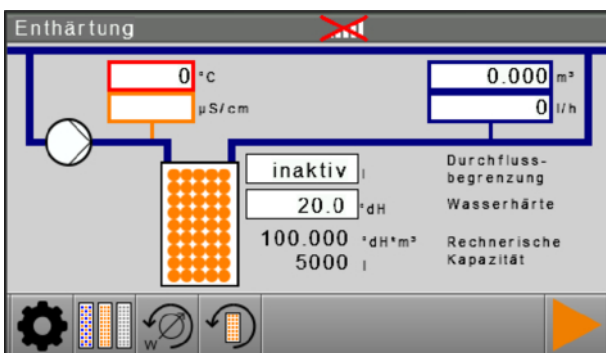 Enthärtung
0 °C
0.000 m³
µS/cm
0 l/h
inaktiv l
Durchfluss-
begrenzung
20.0 °dH
Wasserhärte
100.000 °dH*m³
Rechnerische
5000 l
Kapazität
W